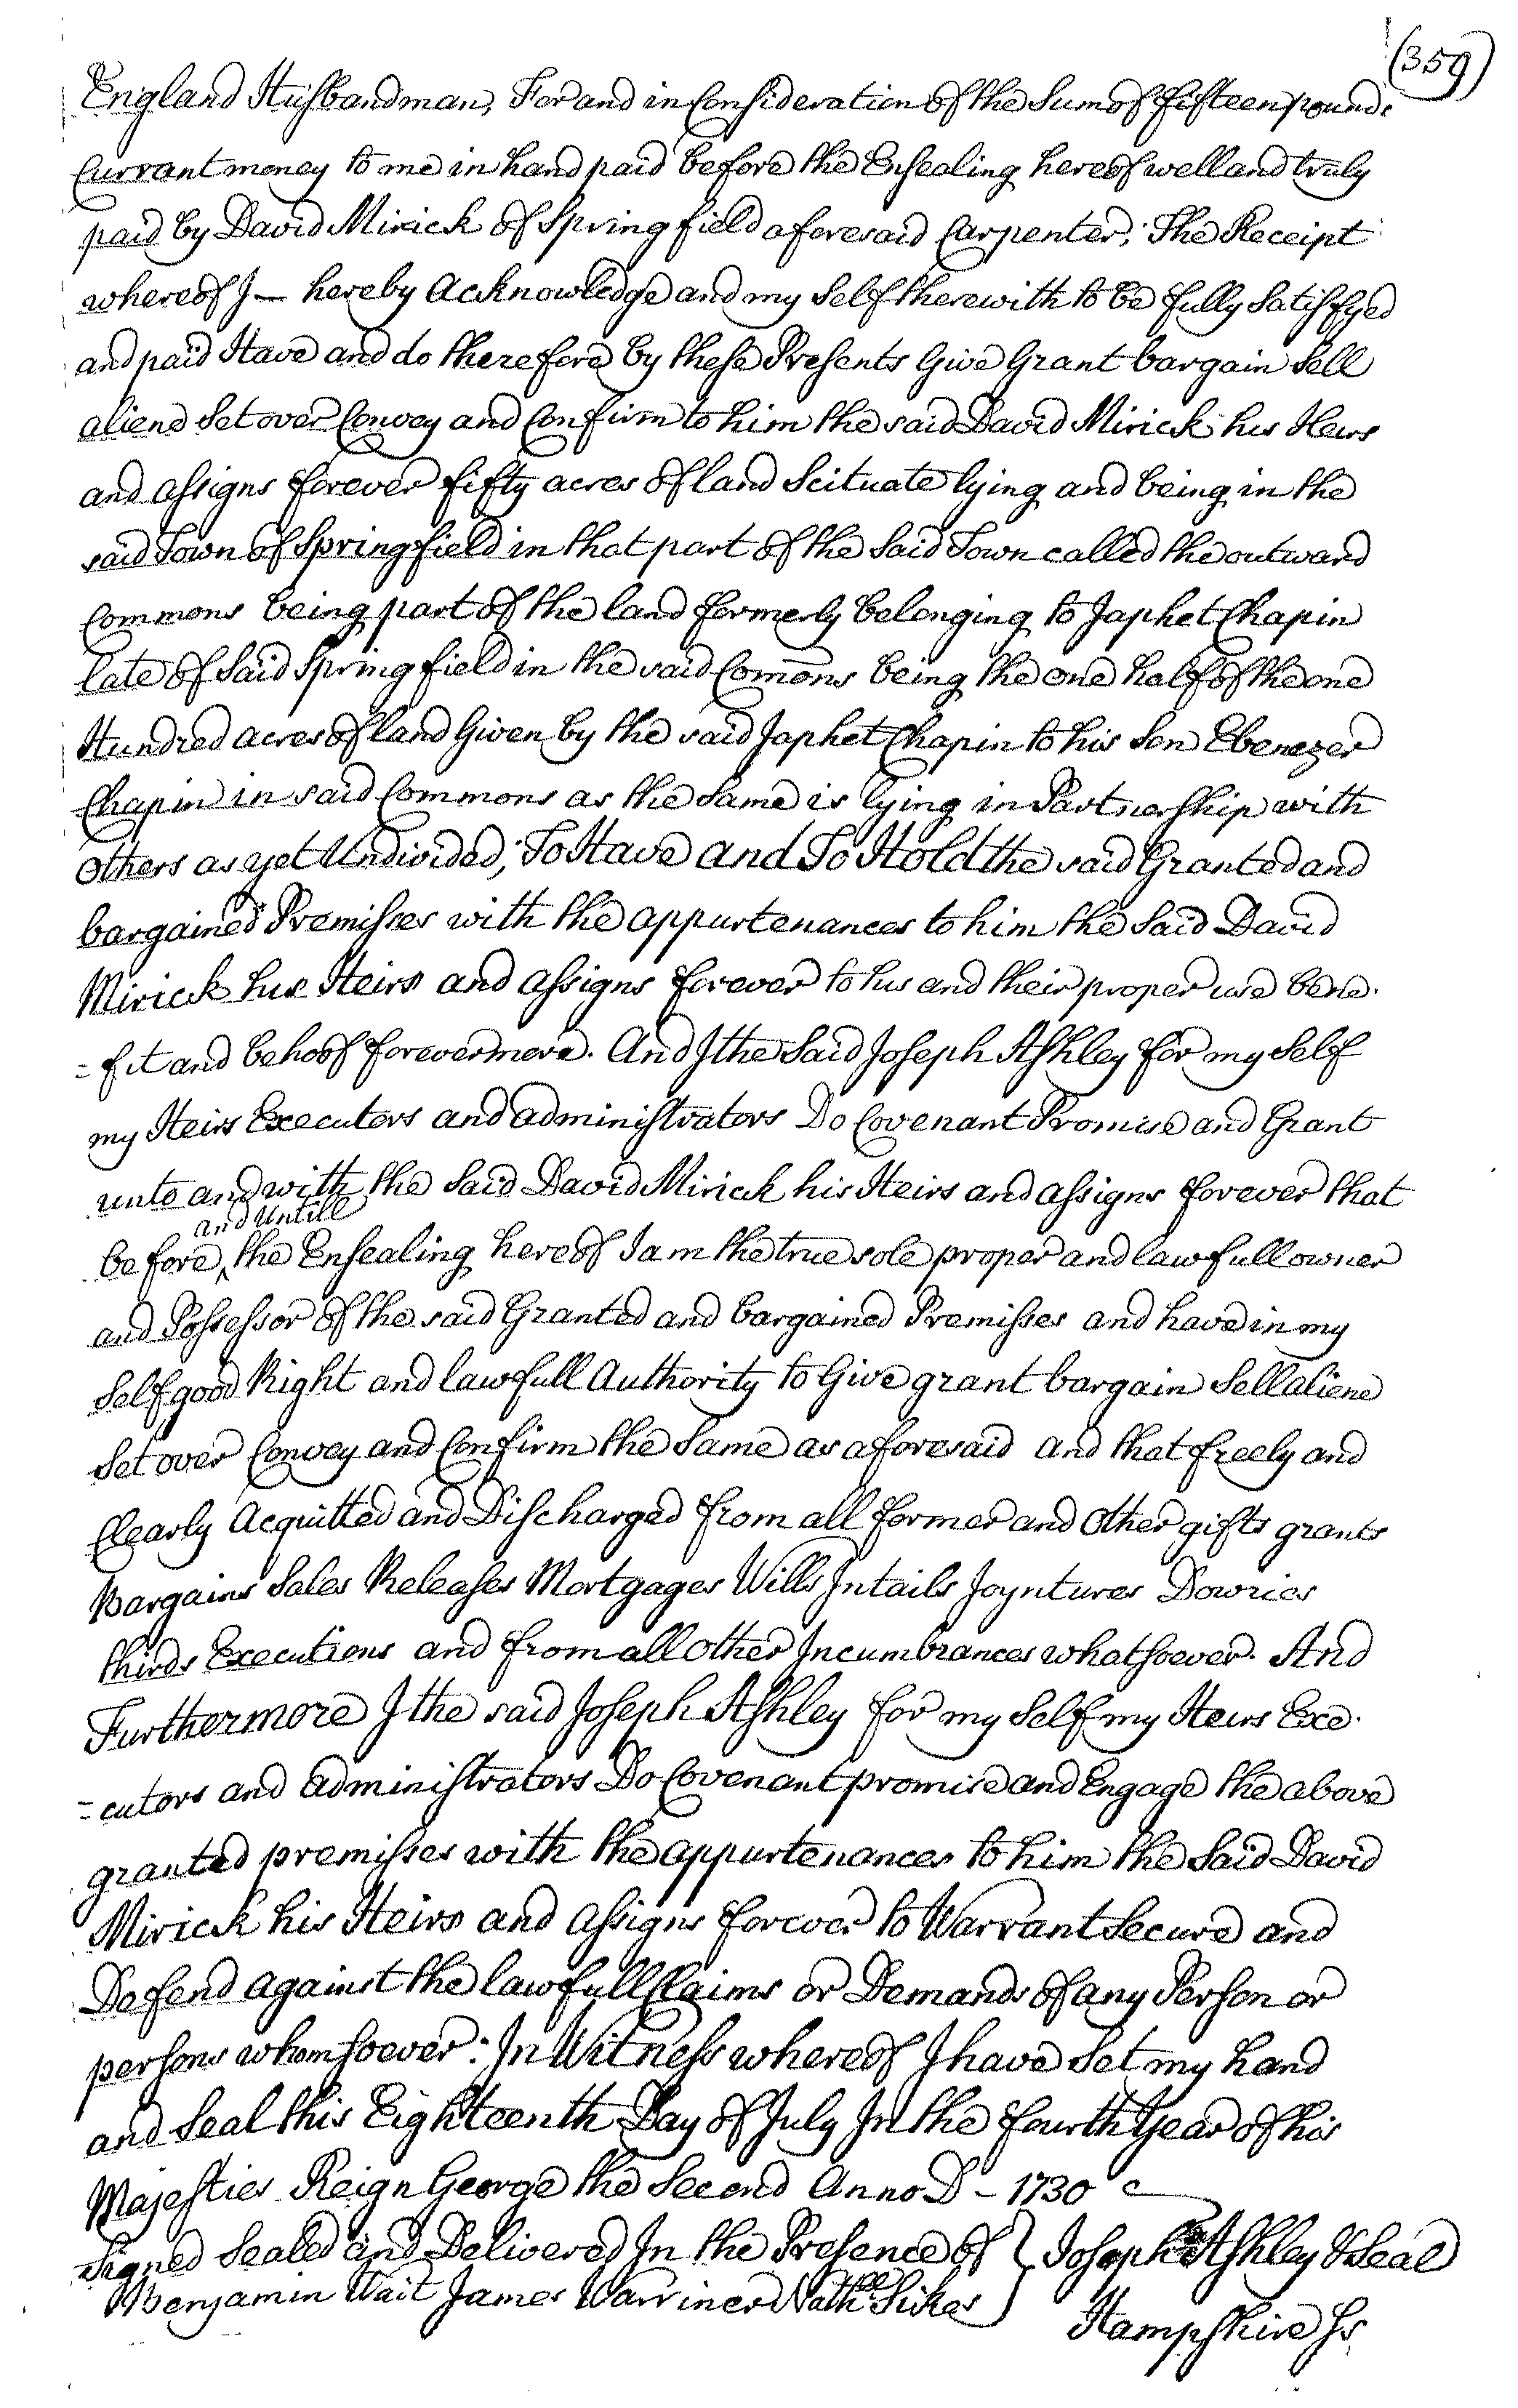 (359)
England Husbandman, For and in Consideration of the Sum of fifteen pounds
Currant money to me in hand paid before the Ensealing hereof well and truly
paid by David Mirick of Springfield aforesaid Carpenter, The Receipt
whereof I — hereby Acknowledge and my Self therewith to be fully Satisfyed
and paid Have and do therefore by these Presents Give Grant bargain Sell
aliene Set over Convey and Confirm to him the said David Mirick his Heirs
and assigns forever fifty acres of land Scituate lying and being in the
said Town of Springfield in that part of the Said Town called the outward
Commons being part of the land formerly belonging to Japhet Chapin
late of Said Springfield in the said Comons being the one half of the one
Hundred acres of land Given by the said Japhet Chapin to his Son Ebenezer
Chapin in said Commons as the Same is lying in Partnership with
Others as yet Undivided, To Have and To Hold the said Granted and
bargained Premisses with the appurtenances to him the Said David
Mirick his Heirs and assigns forever to his and their proper use bene-
=fit and behoof forevermore. And I the Said Joseph Ashley for my Self
my Heirs Executors and administrators Do Covenant Promise and Grant
unto and with the Said David Mirick his Heirs and assigns forever that
and Untill
before ^ the Ensealing hereof I am the true sole proper and lawfull owner
and Possessor of the said Granted and bargained Premisses and have in my
Self good Right and lawfull Authority to Give grant bargain Sell aliene
Set over Convey and Confirm the Same as aforesaid and that freely and
Clearly Acquitted and Discharged from all former and Other gifts grants
Bargains Sales Releases Mortgages Wills Intails Joyntures Dowries
thirds Executions and from all Other Incumbrances whatsoever. And
Furthermore I the said Joseph Ashley for my Self my Heirs Exe-
=cutors and administrators Do Covenant promise and Engage the above
granted premisses with the appurtenances to him the Said David
Mirick his Heirs and assigns forever to Warrant Secure and
Defend against the lawfull Claims or Demands of any Person or
persons whomsoever: In Witness whereof I have Set my hand
and Seal this Eighteenth Day of July In the fourth Year of his
Majesties Reign George the Second Anno D - 1730
Signed Sealed and Delivered In the Presence of } Joseph Ashley & Seal
Benjamin Wait James Warriner Nathll Sikes
Hampshire Ss